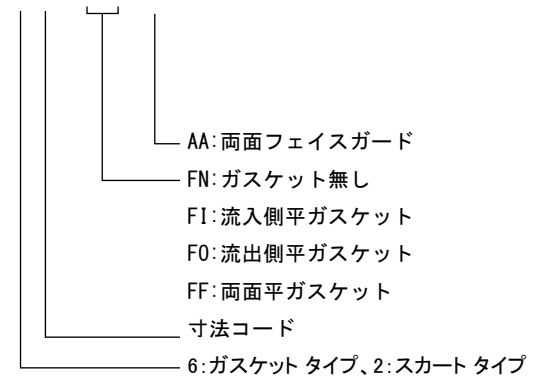 AA:両面フェイスガード
FN:ガスケット無し
FI:流入側平ガスケット
FO:流出側平ガスケット
FF:両面平ガスケット
寸法コード
6:ガスケット タイプ、2:スカート タイプ